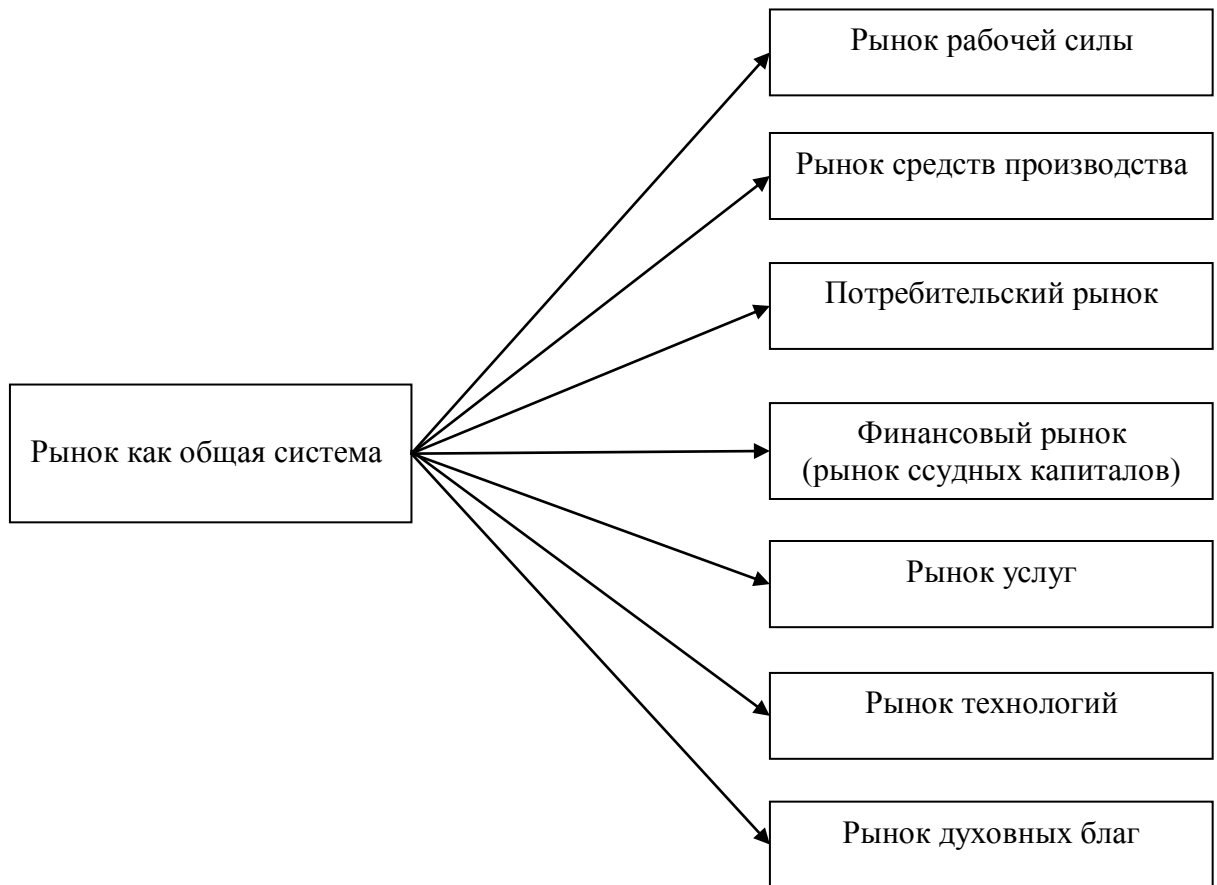 Рынок рабочей силы
Рынок средств производства
Потребительский рынок
Рынок как общая система
Финансовый рынок
(рынок ссудных капиталов)
Рынок услуг
Рынок технологий
Рынок духовных благ